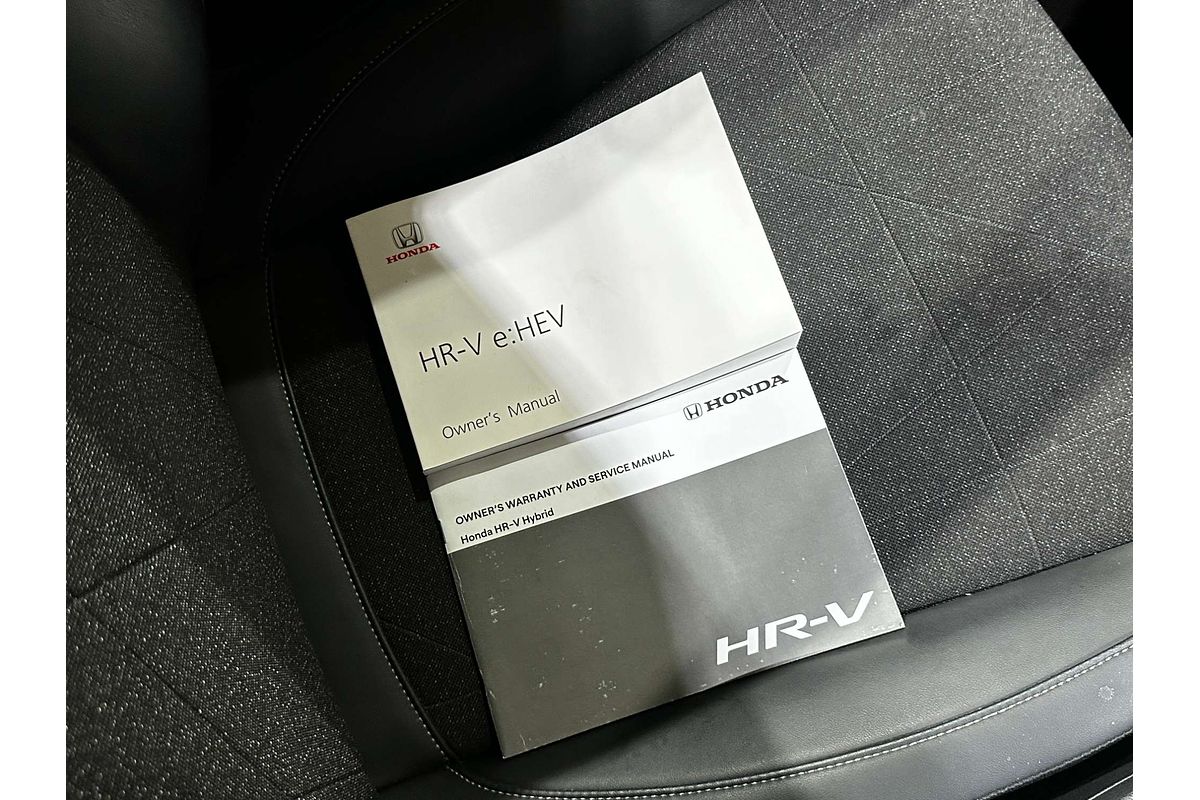 HONDA
HR-V e:HEV
Owner's Manual
HONDA
OWNER'S WARRANTY AND SERVICE MANUAL
Honda HR-V Hybrid
HR-V